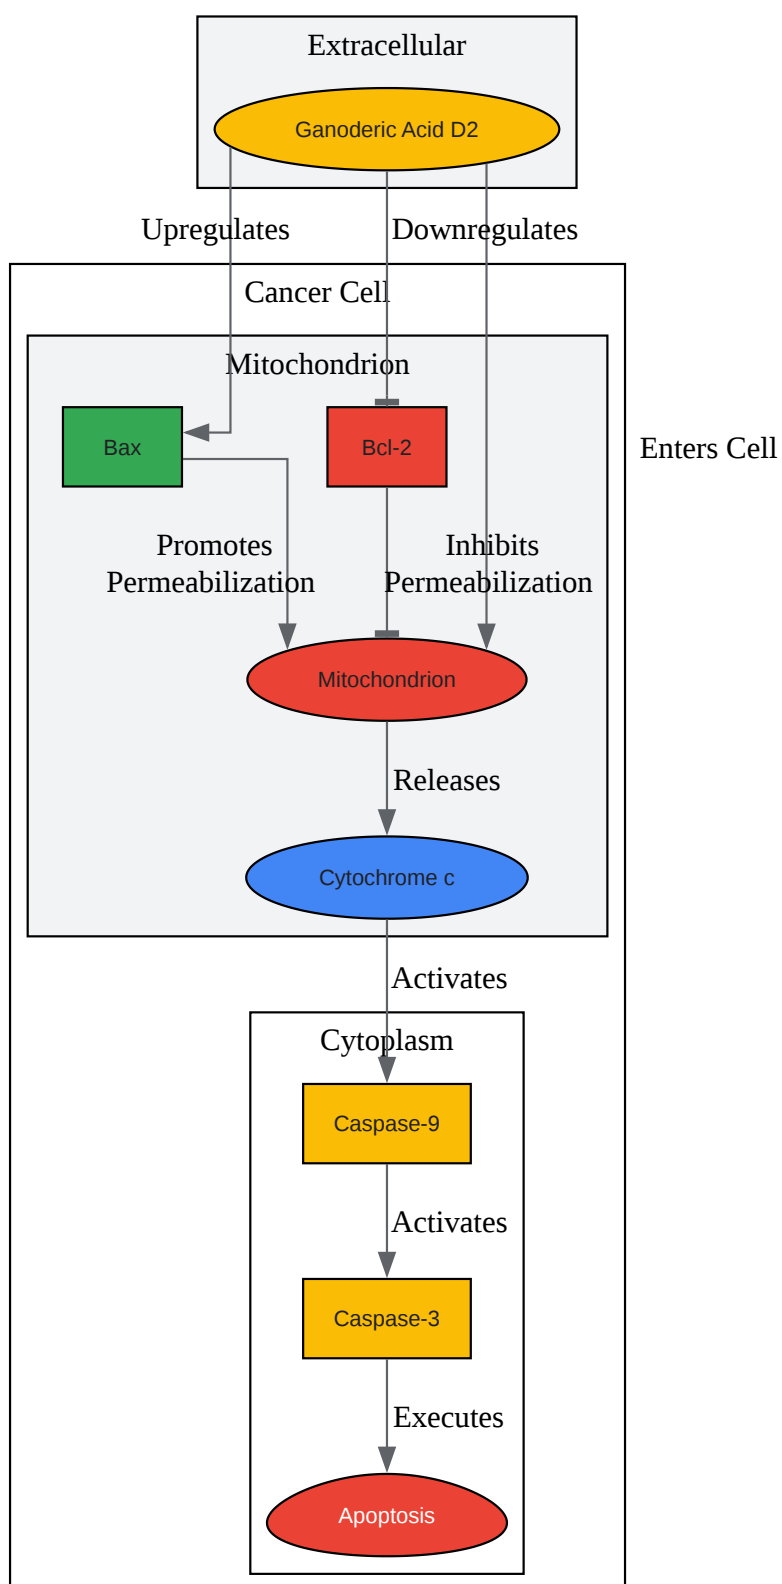 Extracellular
Ganoderic Acid D2
Upregulates
Downregulates
Cancer Cell
Mitochondrion
Bax
Bcl-2
Enters Cell
Promotes
Permeabilization
Inhibits
Permeabilization
Mitochondrion
Releases
Cytochrome c
Activates
Cytoplasm
Caspase-9
Activates
Caspase-3
Executes
Apoptosis